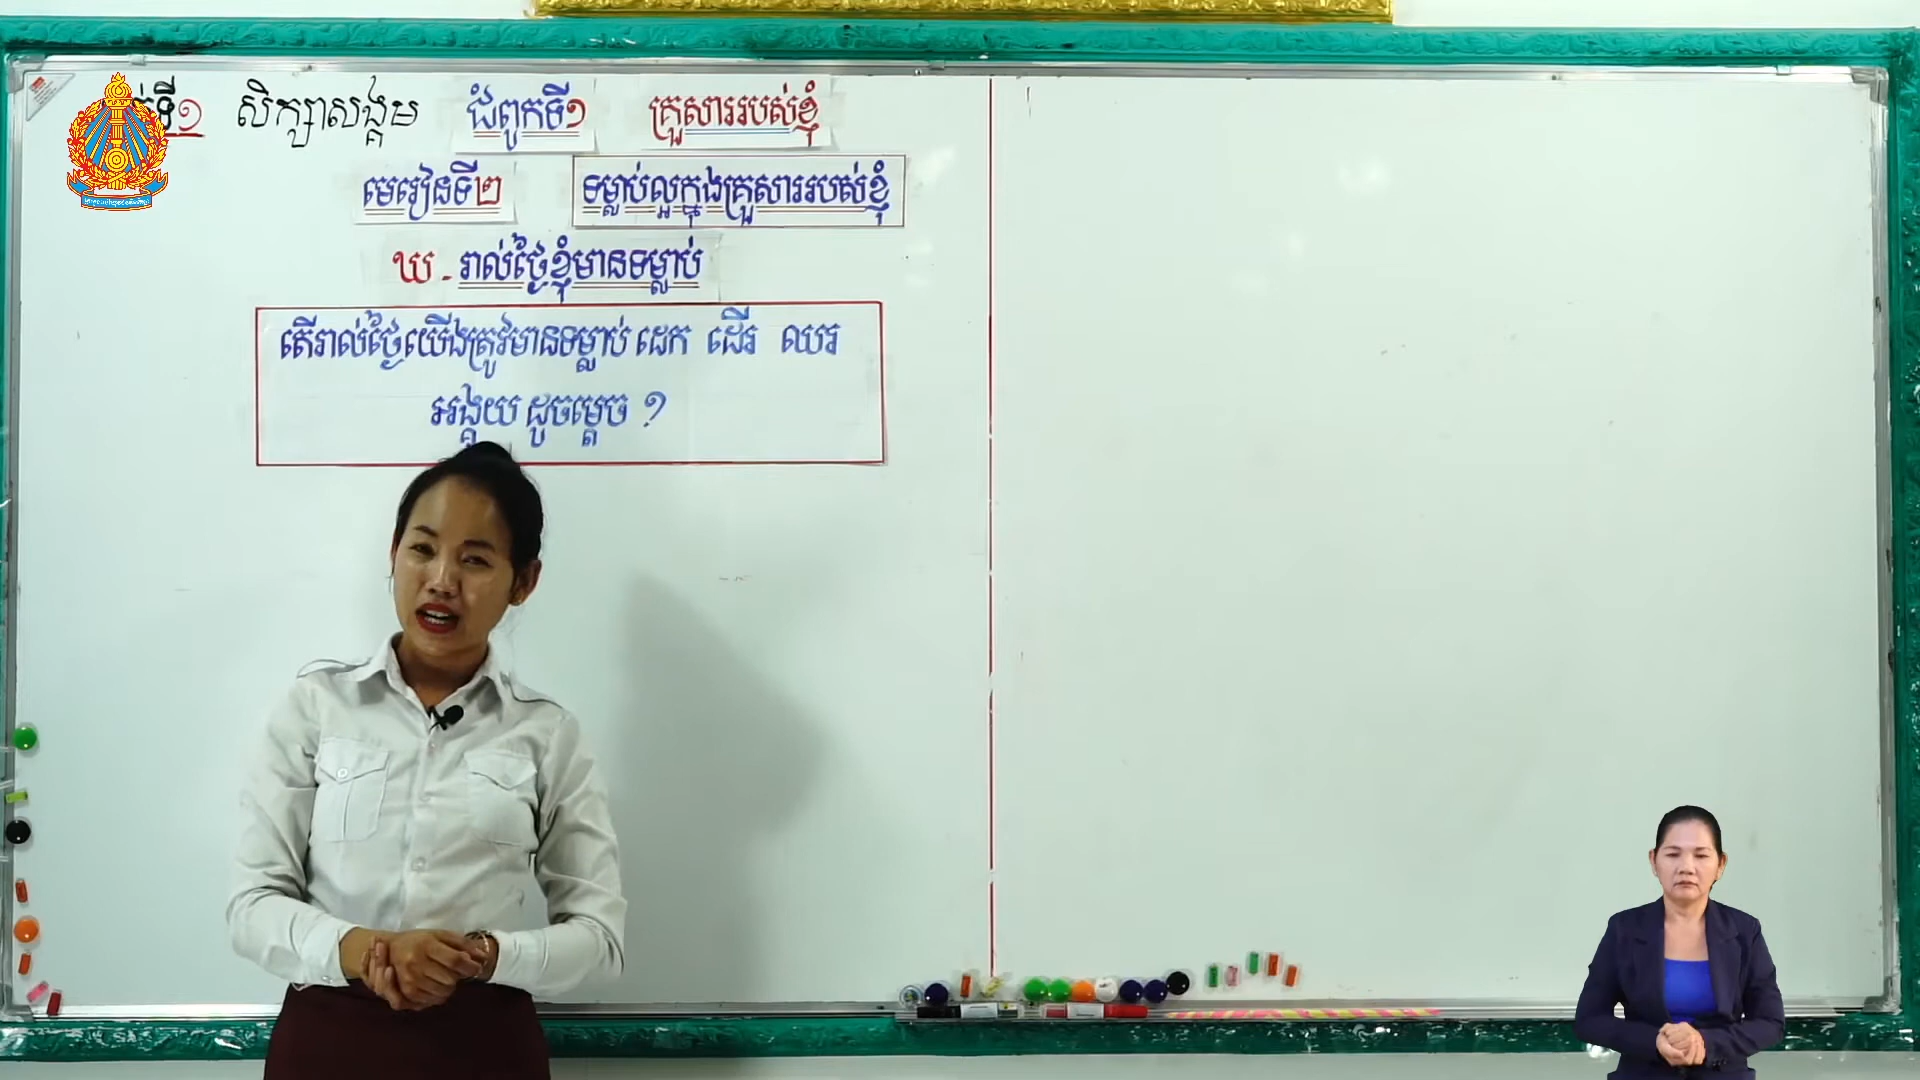 ទី១ សិក្សាសង្គម ជំពូកទី១ គ្រួសាររបស់ខ្ញុំ
មេរៀនទី២ ទម្លាប់ល្អក្នុងគ្រួសាររបស់ខ្ញុំ
ឃ - រាល់ថ្ងៃខ្ញុំមានទម្លាប់
តើរាល់ថ្ងៃយើងត្រូវមានទម្លាប់ ដេក ដើរ ឈរ
អង្គុយ ដូចម្តេច ?